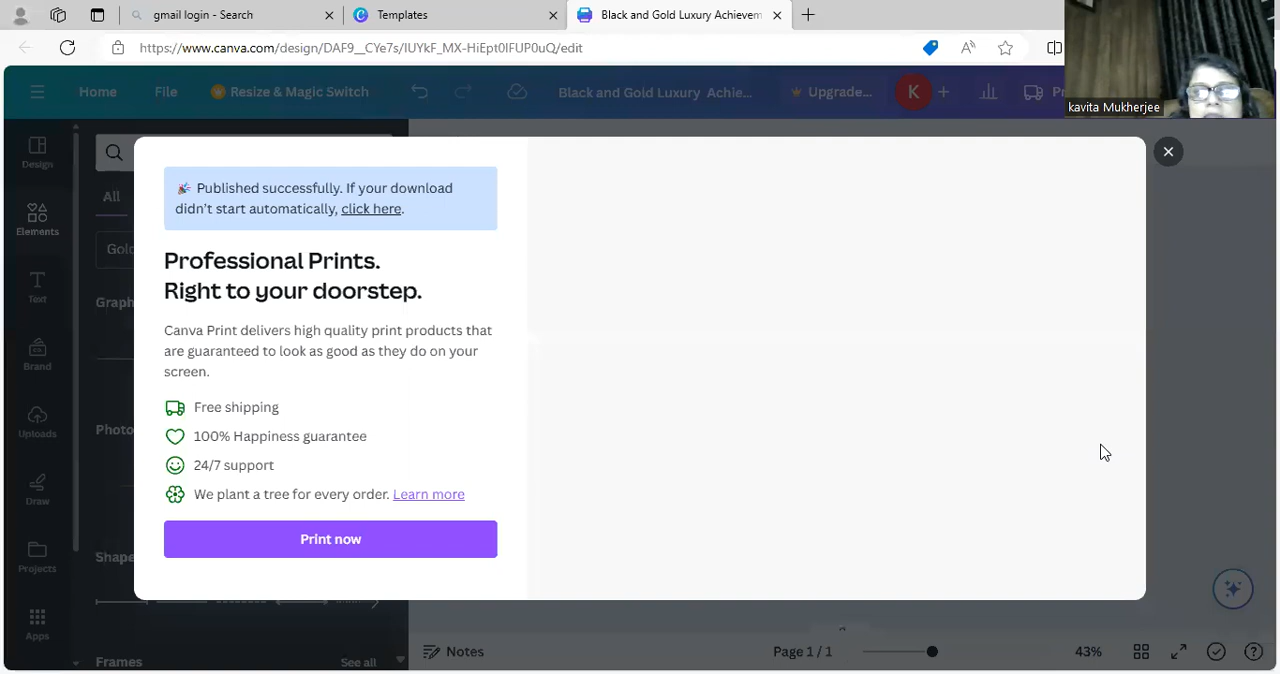 gmail login - Search
Templates
Black and Gold Luxury Achievem
https://www.canva.com/design/DAF9__CYe7s/IUYkF_MX-HiEpt0IFUP0uQ/edit
kavita Mukherjee
Home
File
Resize & Magic Switch
Black and Gold Luxury Achie...
Upgrade...
K
Pr
Design
Elements
Text
Brand
Uploads
Draw
Projects
Apps
All
Gold
Graph
Photo
Shape
Frames
See all
Published successfully. If your download
didn't start automatically, click here.
Professional Prints.
Right to your doorstep.
Canva Print delivers high quality print products that
are guaranteed to look as good as they do on your
screen.
Free shipping
100% Happiness guarantee
24/7 support
We plant a tree for every order. Learn more
Print now
Notes
Page 1 / 1
43%